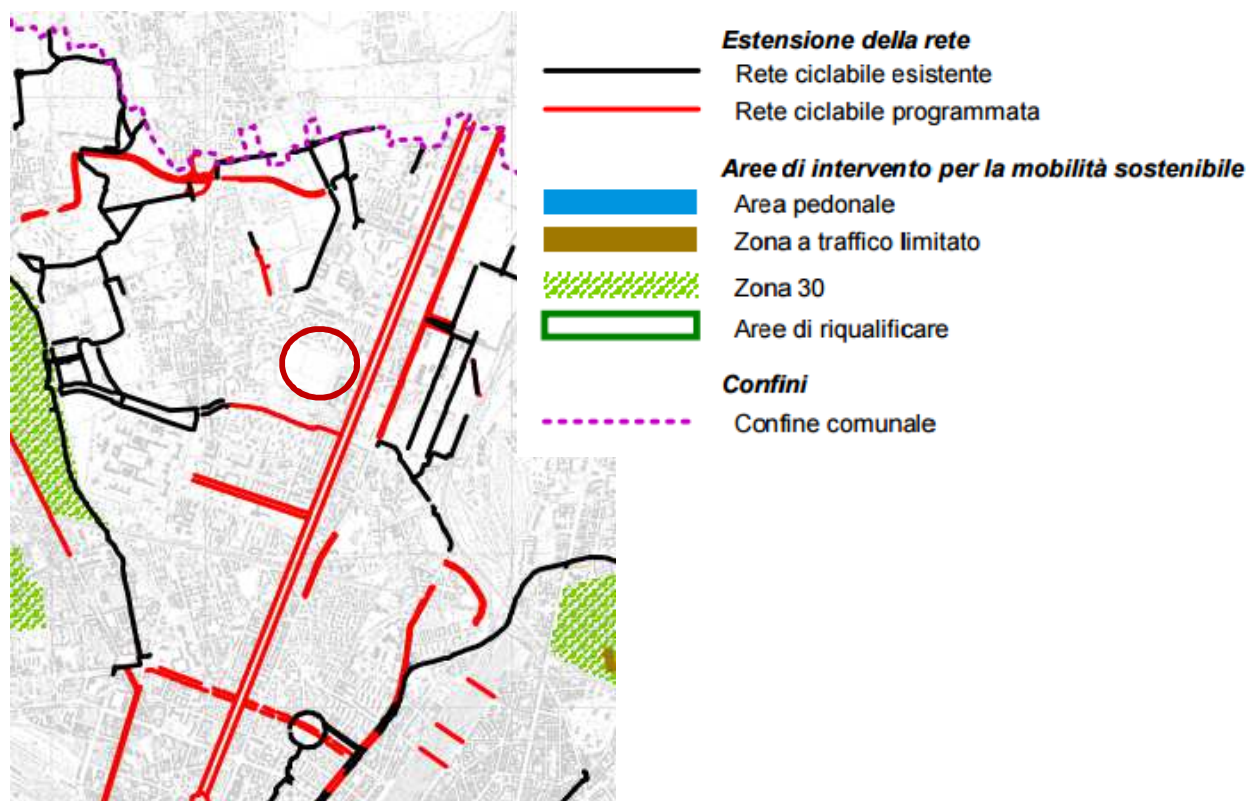 Estensione della rete
Rete ciclabile esistente
Rete ciclabile programmata
Aree di intervento per la mobilità sostenibile
Area pedonale
Zona a traffico limitato
Zona 30
Aree di riqualificare
Confini
Confine comunale